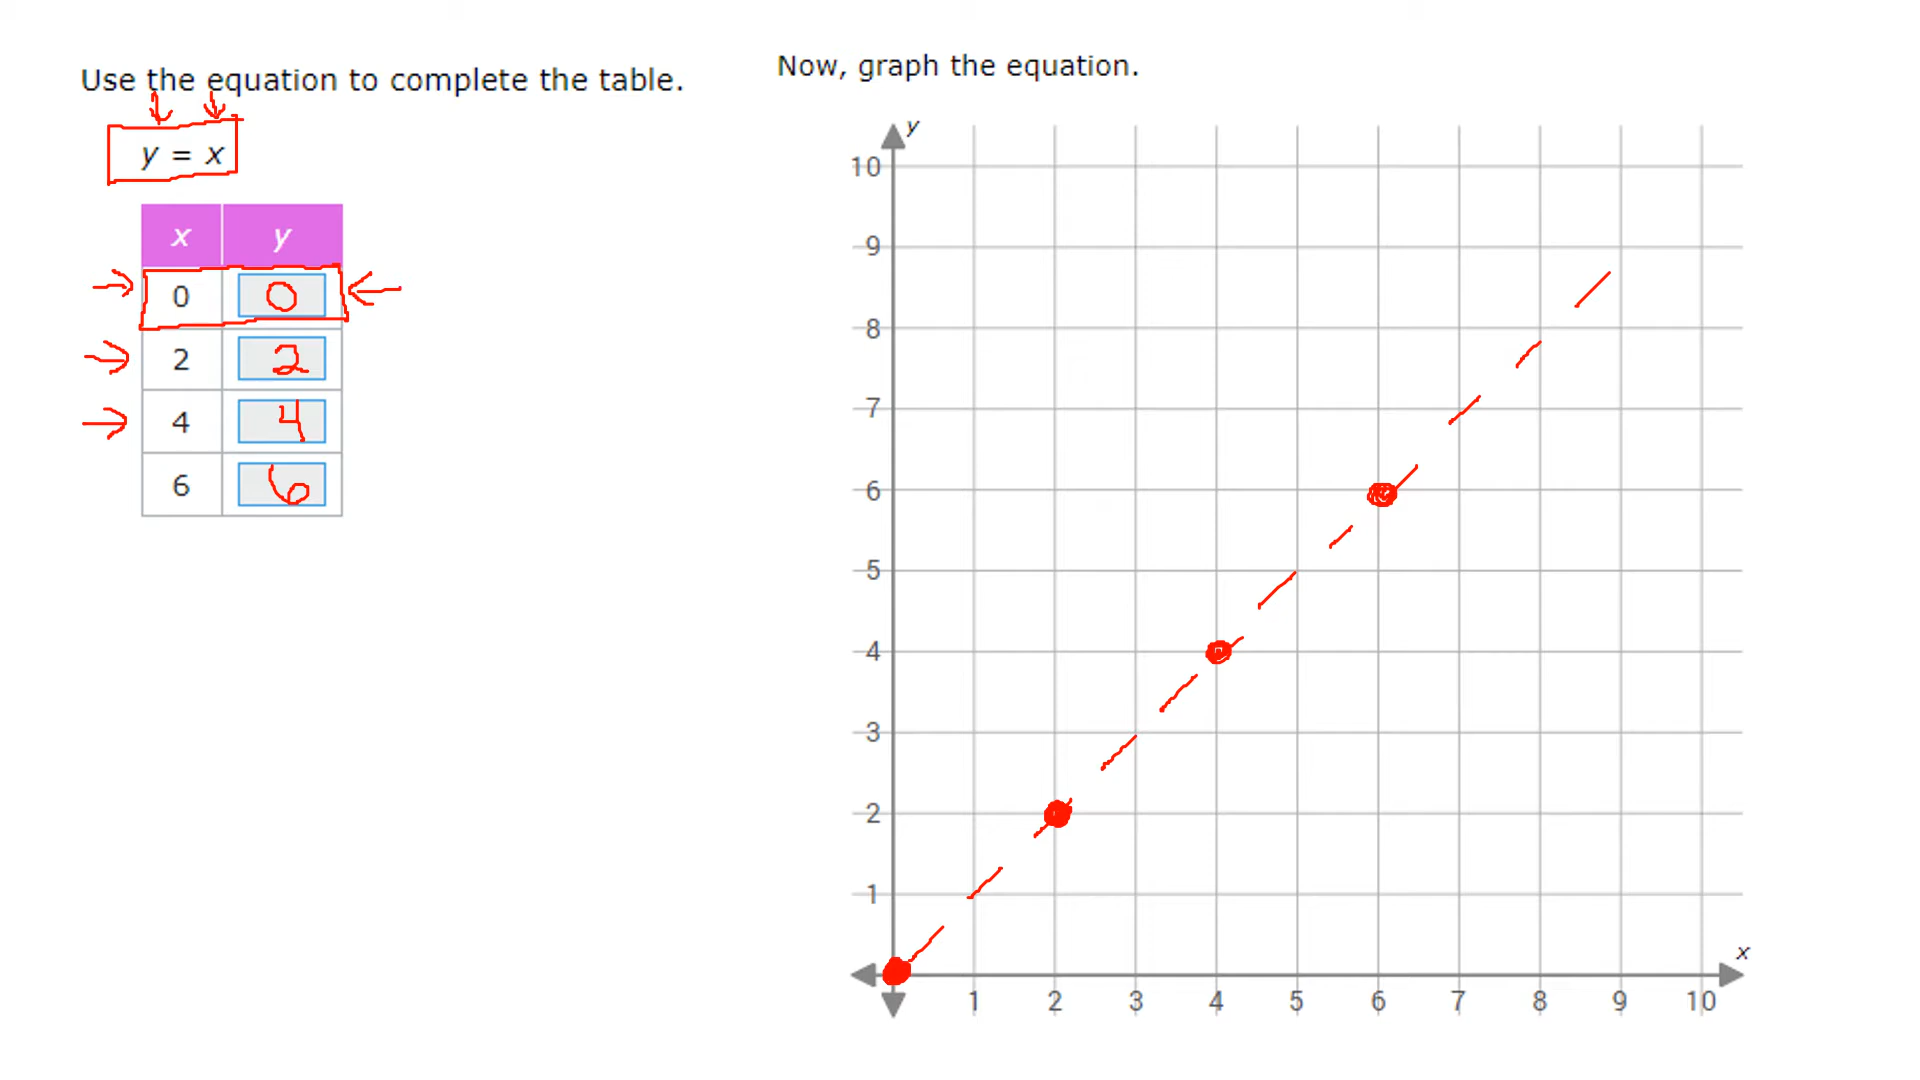 Use the equation to complete the table.
y = x
x y
0 0
2 2
4 4
6 6
Now, graph the equation.
y
10
9
8
7
6
5
4
3
2
1
x
1 2 3 4 5 6 7 8 9 10